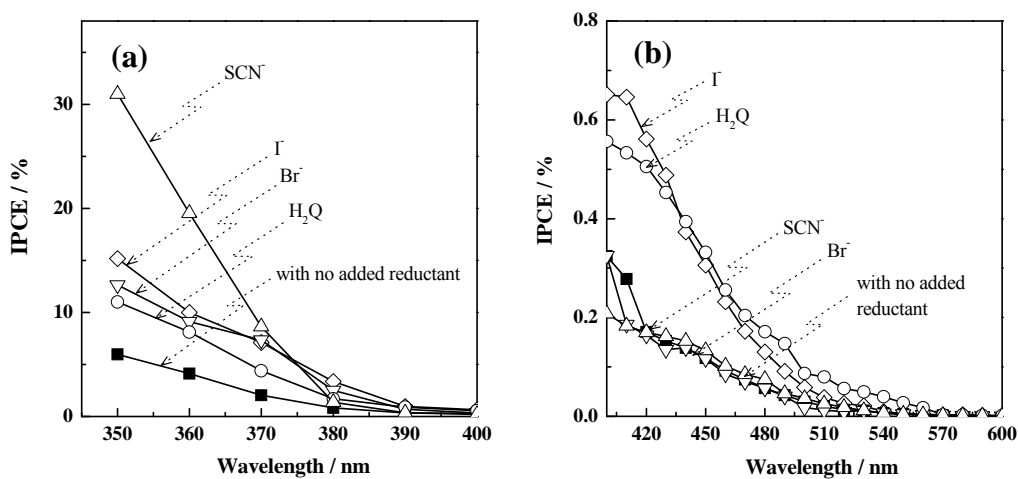 (a)
SCN⁻
I⁻
Br⁻
H₂Q
with no added reductant
30
20
10
0
IPCE / %
350 360 370 380 390 400
Wavelength / nm
(b)
I⁻
H₂Q
SCN⁻
Br⁻
with no added
reductant
0.8
0.6
0.4
0.2
0.0
IPCE / %
420 450 480 510 540 570 600
Wavelength / nm